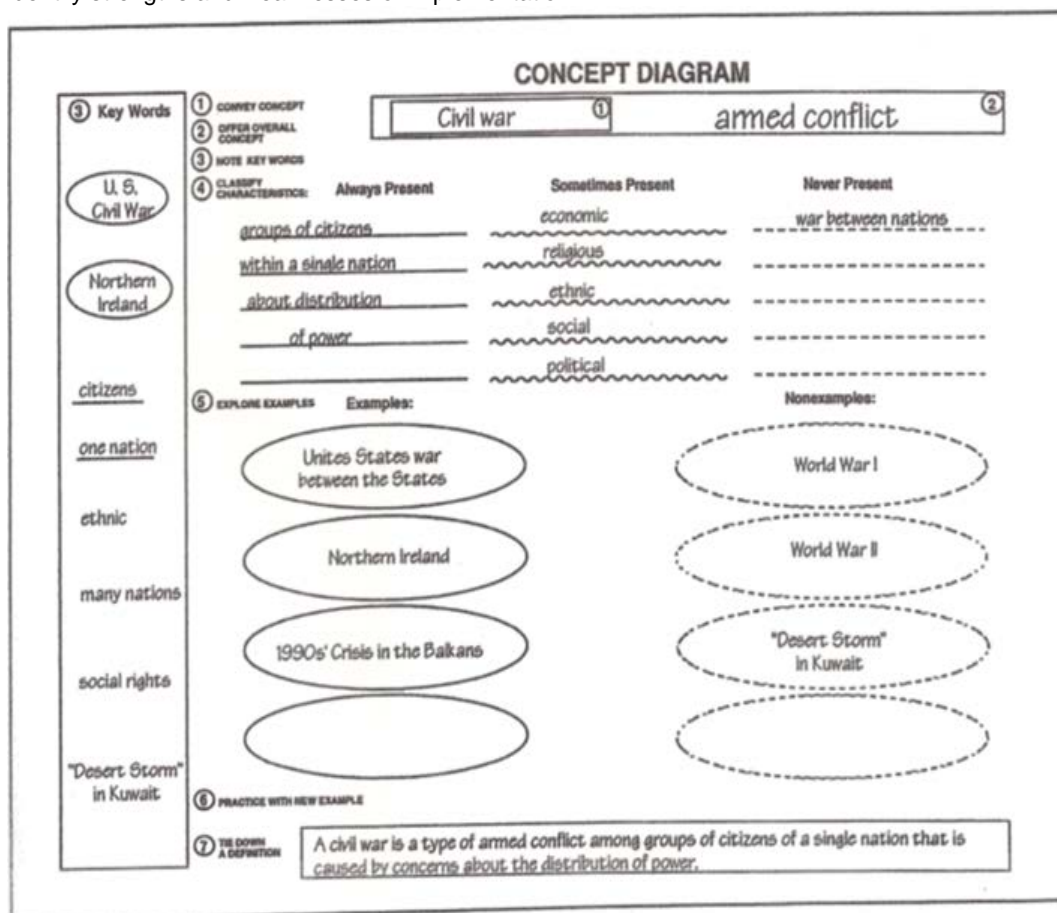 CONCEPT DIAGRAM
③ Key Words
① CONVEY CONCEPT
② OFFER OVERALL
CONCEPT
③ NOTE KEY WORDS
④ CLASSIFY
CHARACTERISTICS:
Civil war ①
armed conflict ②
Always Present
Sometimes Present
Never Present
groups of citizens
within a single nation
about distribution
of power
economic
religious
ethnic
social
political
war between nations
U. S.
Civil War
Northern
Ireland
citizens
one nation
ethnic
many nations
social rights
"Desert Storm"
in Kuwait
⑤ EXPLORE EXAMPLES
Examples:
Nonexamples:
Unites States war
between the States
Northern Ireland
1990s' Crisis in the Balkans
World War I
World War II
"Desert Storm"
in Kuwait
⑥ PRACTICE WITH NEW EXAMPLE
⑦ TIE DOWN
A DEFINITION
A civil war is a type of armed conflict among groups of citizens of a single nation that is
caused by concerns about the distribution of power.